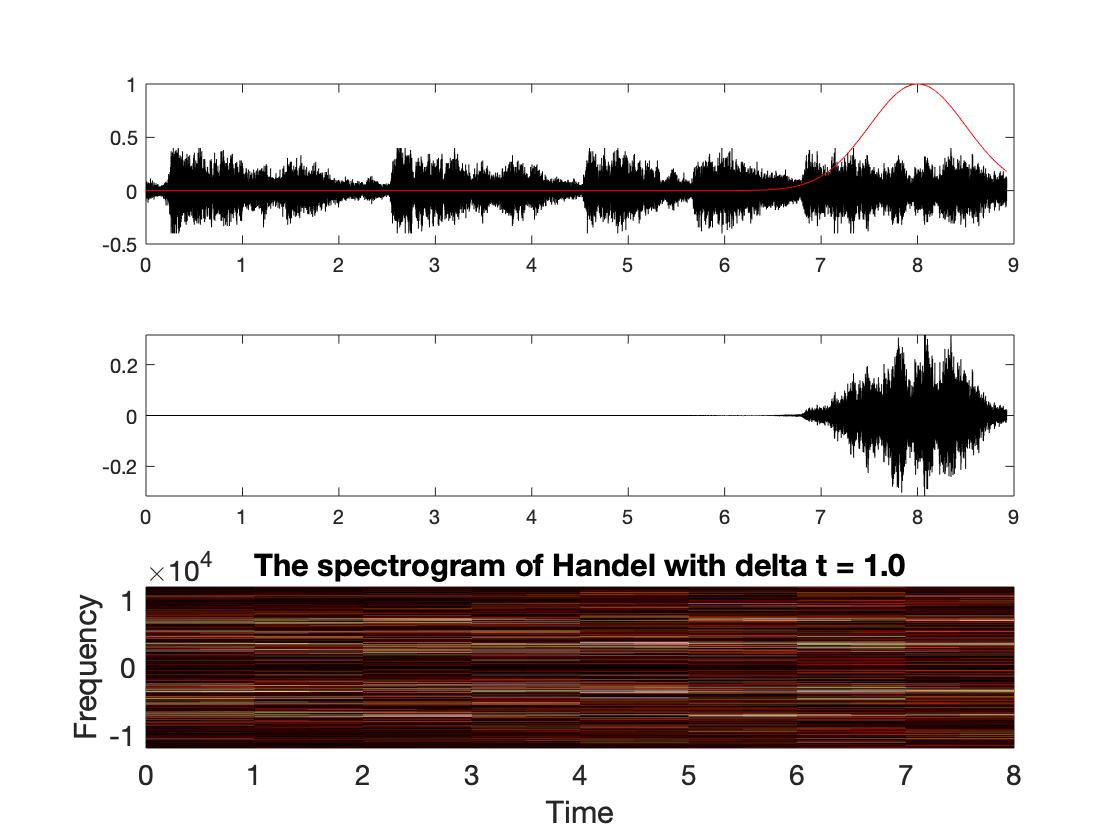 1
0.5
0
-0.5
0 1 2 3 4 5 6 7 8 9
0.2
0
-0.2
0 1 2 3 4 5 6 7 8 9
×10⁴
The spectrogram of Handel with delta t = 1.0
Frequency
1
0
-1
0 1 2 3 4 5 6 7 8
Time